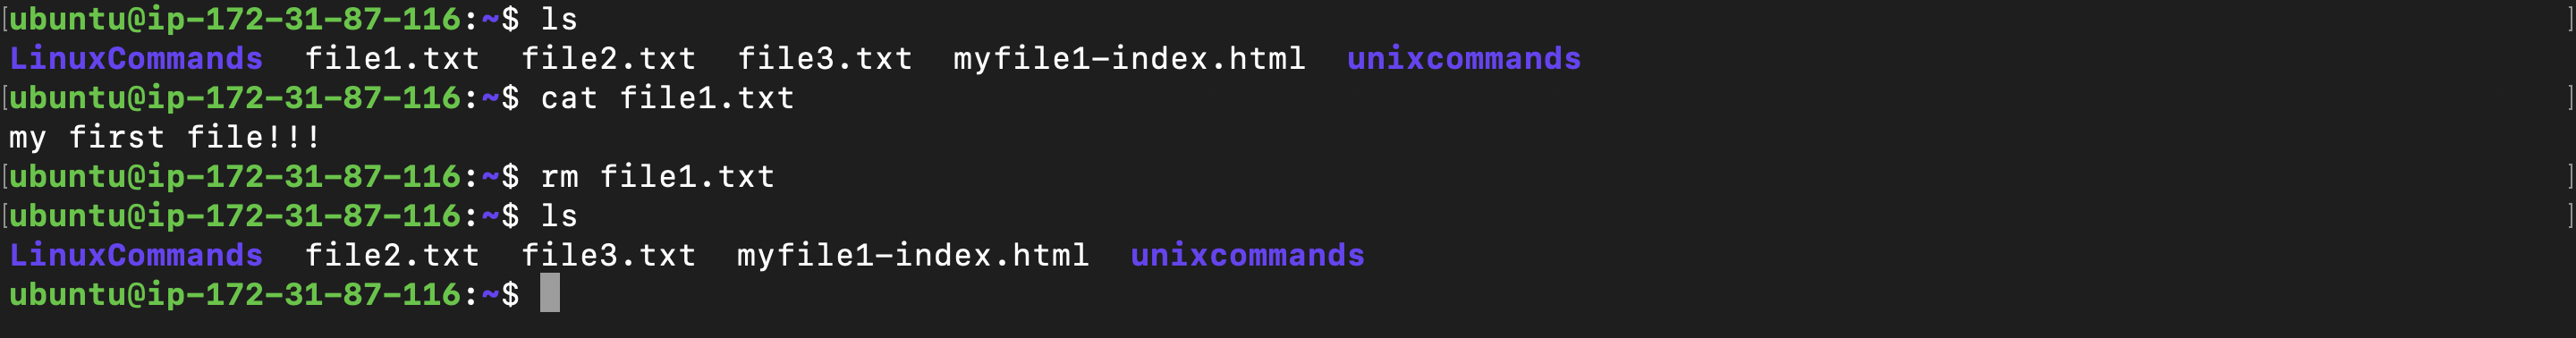 [ubuntu@ip-172-31-87-116:~$ ls ]
LinuxCommands  file1.txt  file2.txt  file3.txt  myfile1-index.html  unixcommands
[ubuntu@ip-172-31-87-116:~$ cat file1.txt ]
my first file!!!
[ubuntu@ip-172-31-87-116:~$ rm file1.txt ]
[ubuntu@ip-172-31-87-116:~$ ls ]
LinuxCommands  file2.txt  file3.txt  myfile1-index.html  unixcommands
ubuntu@ip-172-31-87-116:~$